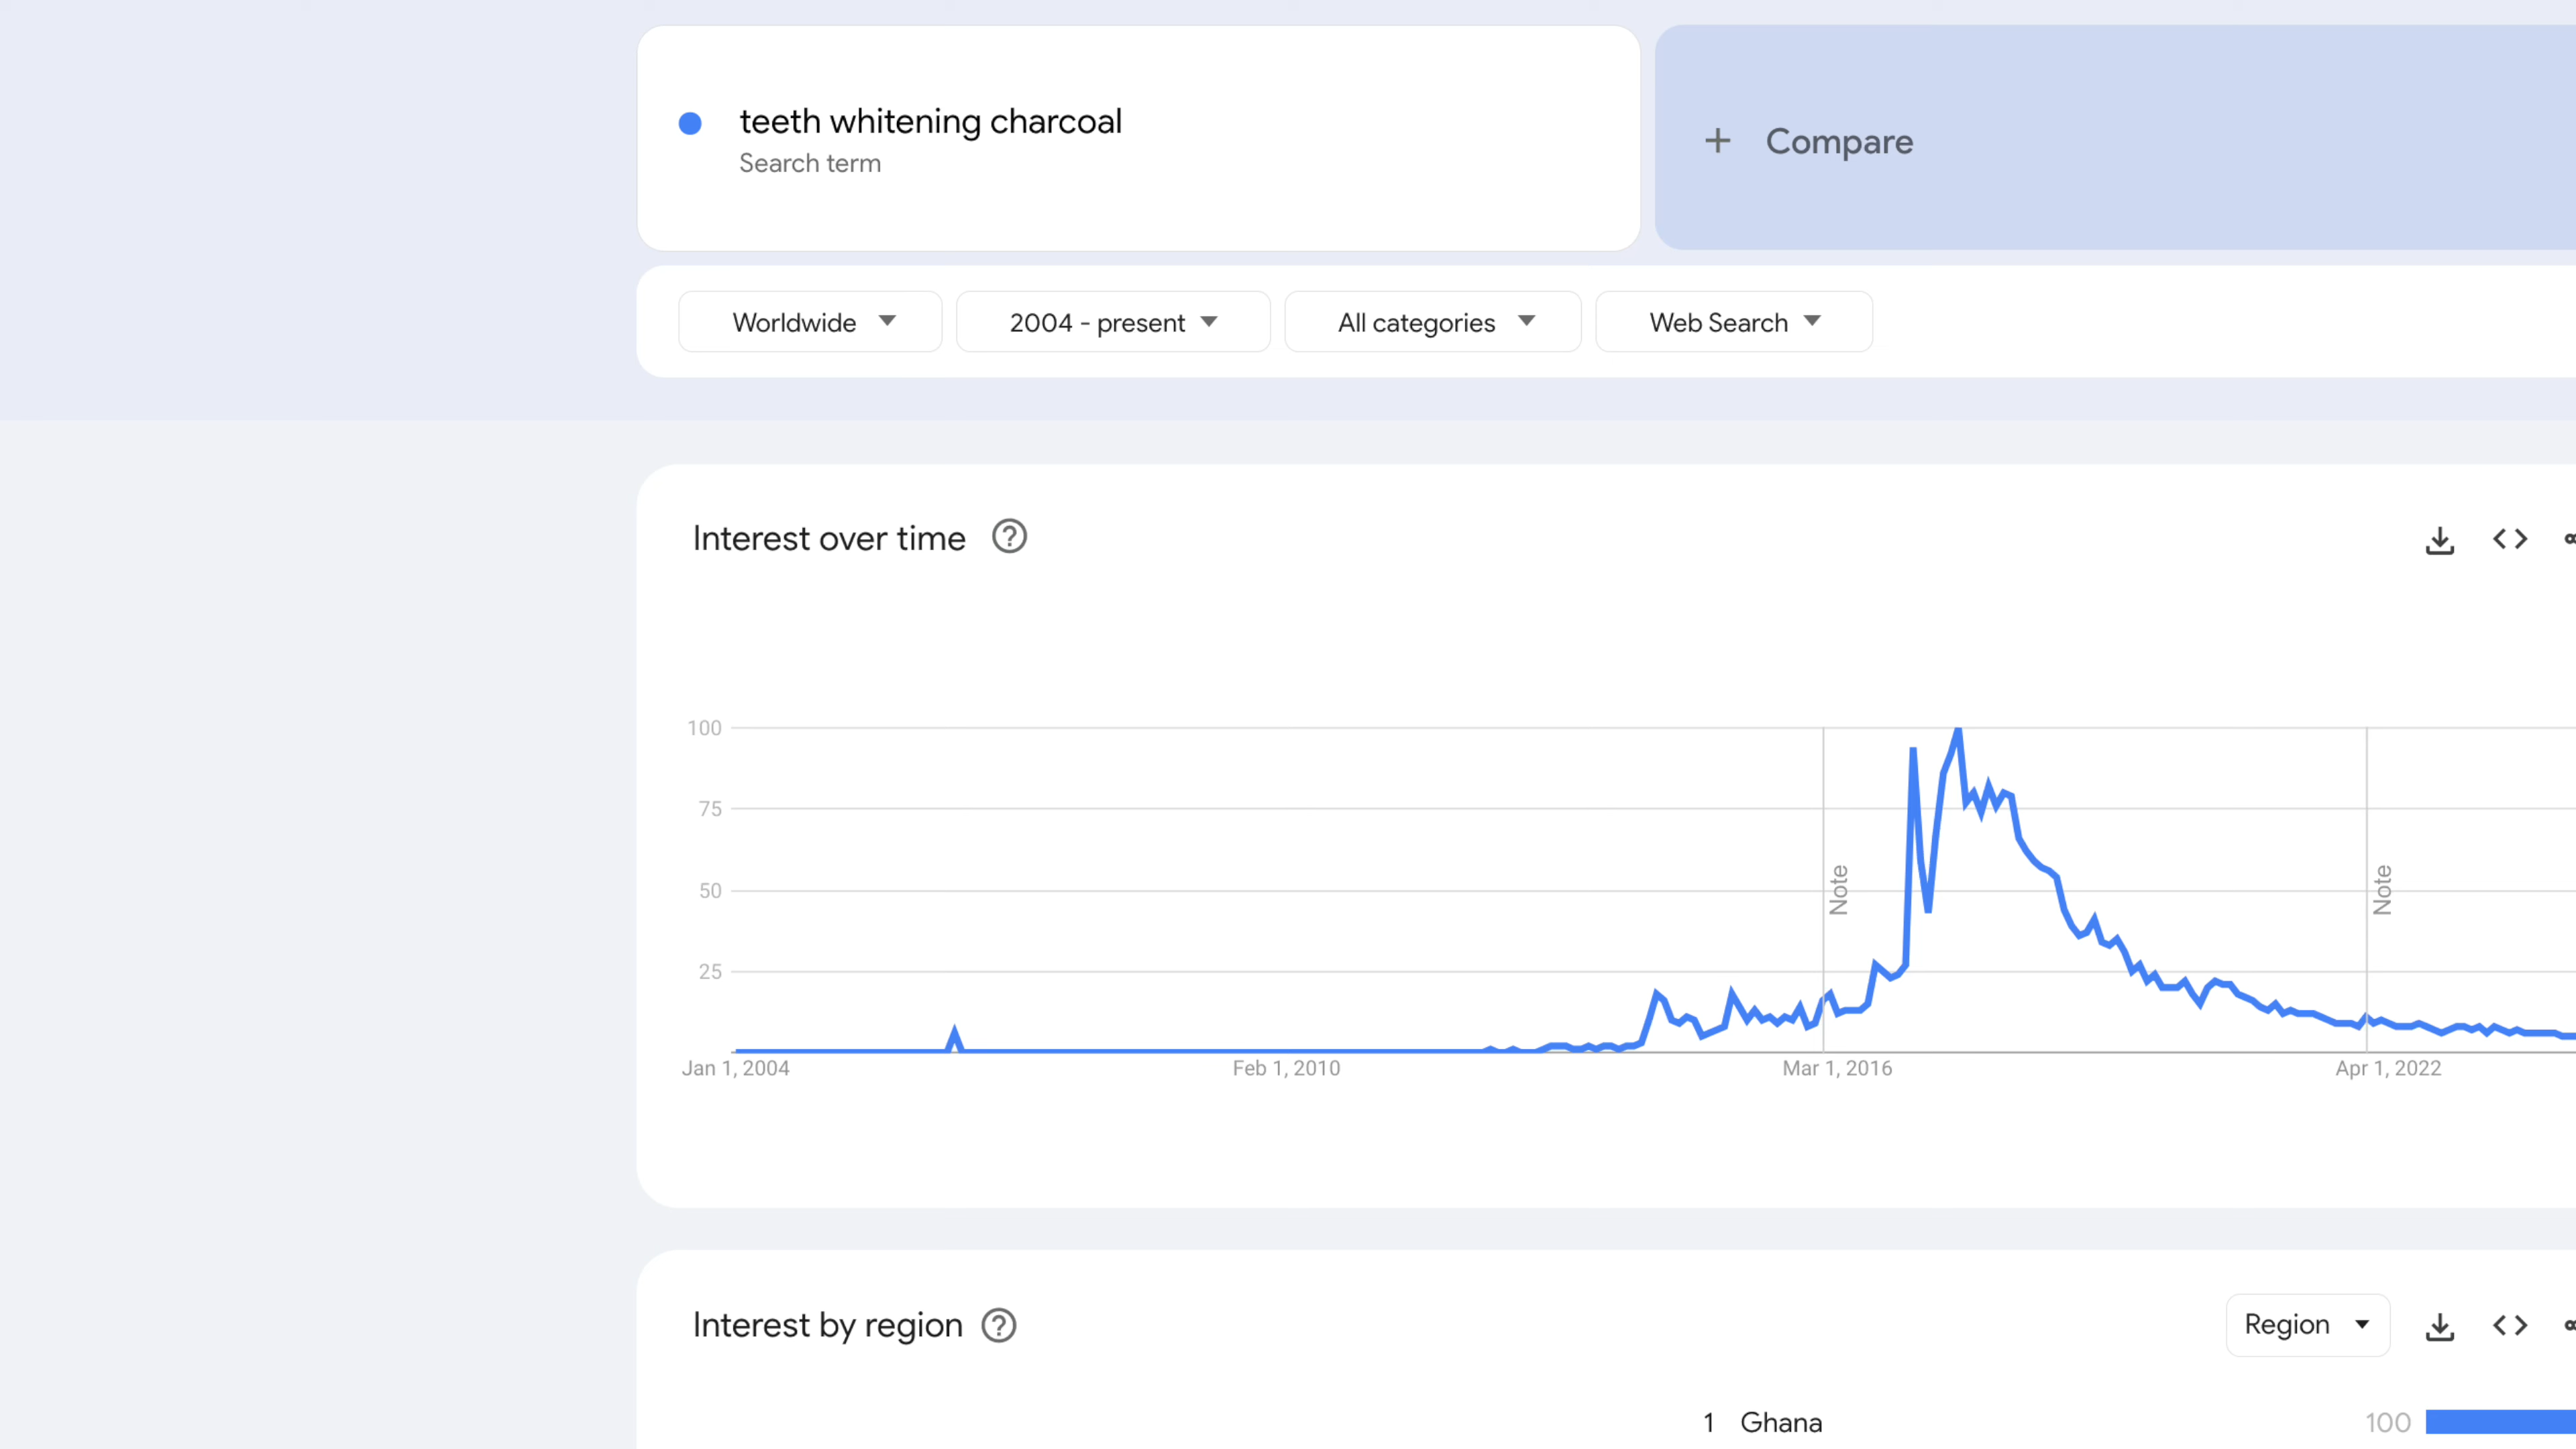 teeth whitening charcoal
Search term
+ Compare
Worldwide
2004 - present
All categories
Web Search
Interest over time
100
75
50
25
Note
Note
Jan 1, 2004
Feb 1, 2010
Mar 1, 2016
Apr 1, 2022
Interest by region
Region
1 Ghana 100